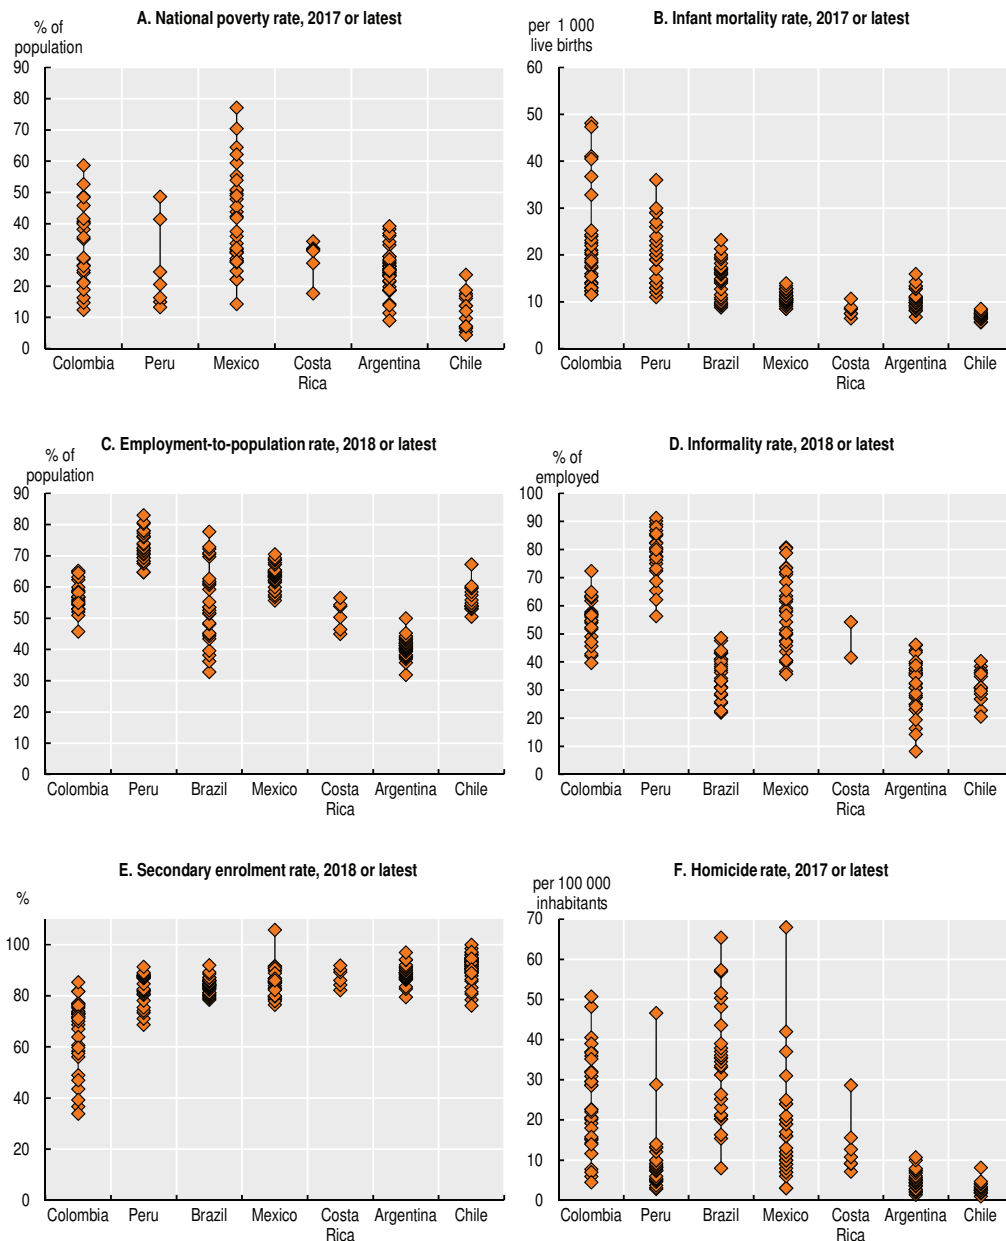 A. National poverty rate, 2017 or latest
% of
population
90
80
70
60
50
40
30
20
10
0
Colombia Peru Mexico Costa Rica Argentina Chile
B. Infant mortality rate, 2017 or latest
per 1 000
live births
60
50
40
30
20
10
0
Colombia Peru Brazil Mexico Costa Rica Argentina Chile
C. Employment-to-population rate, 2018 or latest
% of
population
90
80
70
60
50
40
30
20
10
0
Colombia Peru Brazil Mexico Costa Rica Argentina Chile
D. Informality rate, 2018 or latest
% of
employed
100
90
80
70
60
50
40
30
20
10
0
Colombia Peru Brazil Mexico Costa Rica Argentina Chile
E. Secondary enrolment rate, 2018 or latest
%
100
80
60
40
20
0
Colombia Peru Brazil Mexico Costa Rica Argentina Chile
F. Homicide rate, 2017 or latest
per 100 000
inhabitants
70
60
50
40
30
20
10
0
Colombia Peru Brazil Mexico Costa Rica Argentina Chile